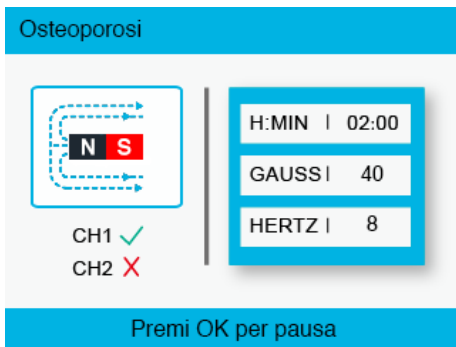 Osteoporosi
N S
CH1
CH2
H:MIN | 02:00
GAUSS | 40
HERTZ | 8
Premi OK per pausa